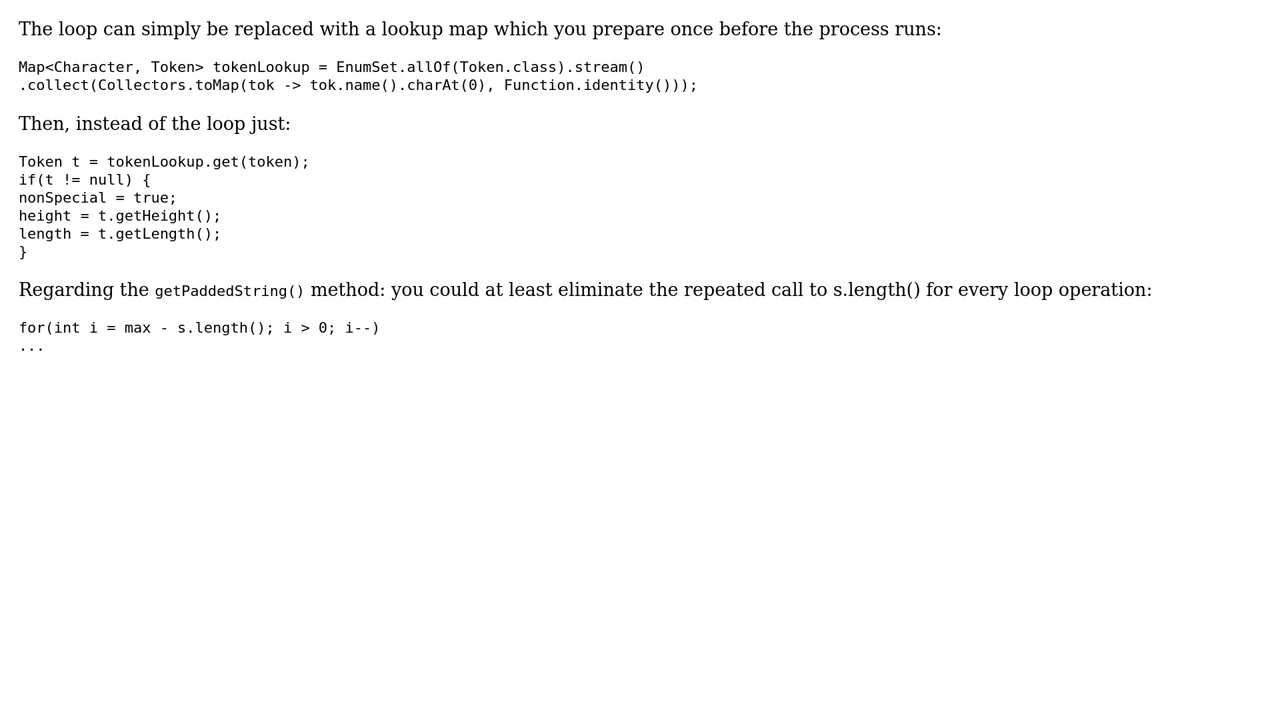 The loop can simply be replaced with a lookup map which you prepare once before the process runs:
Map<Character, Token> tokenLookup = EnumSet.allOf(Token.class).stream()
.collect(Collectors.toMap(tok -> tok.name().charAt(0), Function.identity()));
Then, instead of the loop just:
Token t = tokenLookup.get(token);
if(t != null) {
nonSpecial = true;
height = t.getHeight();
length = t.getLength();
}
Regarding the getPaddedString() method: you could at least eliminate the repeated call to s.length() for every loop operation:
for(int i = max - s.length(); i > 0; i--)
...